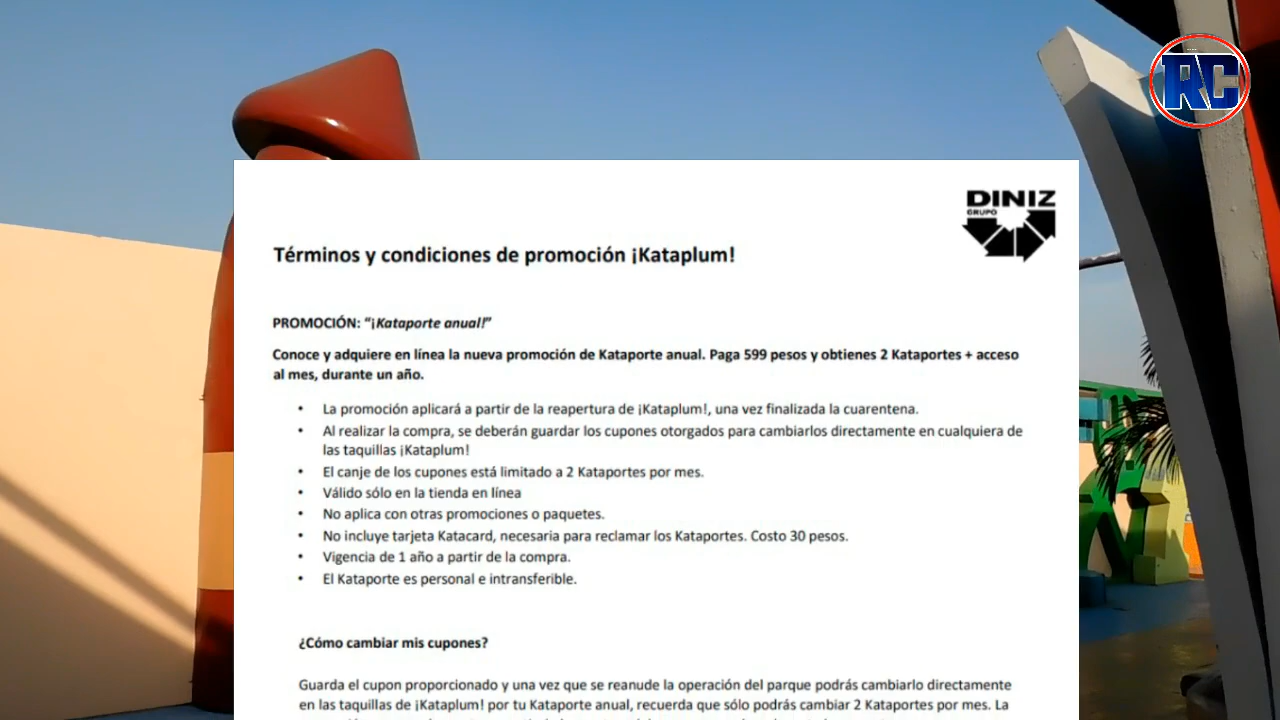 RC
DINIZ
GRUPO
Términos y condiciones de promoción ¡Kataplum!
PROMOCIÓN: “¡Kataporte anual!”
Conoce y adquiere en línea la nueva promoción de Kataporte anual. Paga 599 pesos y obtienes 2 Kataportes + acceso
al mes, durante un año.
• La promoción aplicará a partir de la reapertura de ¡Kataplum!, una vez finalizada la cuarentena.
• Al realizar la compra, se deberán guardar los cupones otorgados para cambiarlos directamente en cualquiera de
las taquillas ¡Kataplum!
• El canje de los cupones está limitado a 2 Kataportes por mes.
• Válido sólo en la tienda en línea
• No aplica con otras promociones o paquetes.
• No incluye tarjeta Katacard, necesaria para reclamar los Kataportes. Costo 30 pesos.
• Vigencia de 1 año a partir de la compra.
• El Kataporte es personal e intransferible.
¿Cómo cambiar mis cupones?
Guarda el cupon proporcionado y una vez que se reanude la operación del parque podrás cambiarlo directamente
en las taquillas de ¡Kataplum! por tu Kataporte anual, recuerda que sólo podrás cambiar 2 Kataportes por mes. La